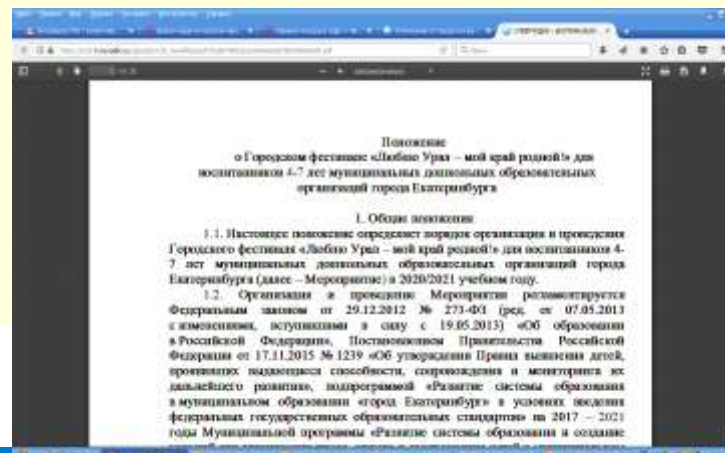 Положение
о Городском фестивале «Люблю Урал – мой край родной!» для
воспитанников 4-7 лет муниципальных дошкольных образовательных
организаций города Екатеринбурга
1. Общие положения
1.1. Настоящее положение определяет порядок организации и проведения
Городского фестиваля «Люблю Урал – мой край родной!» для воспитанников 4-
7 лет муниципальных дошкольных образовательных организаций города
Екатеринбурга (далее – Мероприятие) в 2020/2021 учебном году.
1.2. Организация и проведение Мероприятия регламентируется
Федеральным законом от 29.12.2012 № 273-ФЗ (ред. от 07.05.2013
с изменениями, вступившими в силу с 19.05.2013) «Об образовании
в Российской Федерации», Постановлением Правительства Российской
Федерации от 17.11.2015 № 1239 «Об утверждении Правил выявления детей,
проявивших выдающиеся способности, сопровождения и мониторинга их
дальнейшего развития», подпрограммой «Развитие системы образования
в муниципальном образовании «город Екатеринбург» в условиях введения
федеральных государственных образовательных стандартов» на 2017 – 2021
годы Муниципальной программы «Развитие системы образования и создание